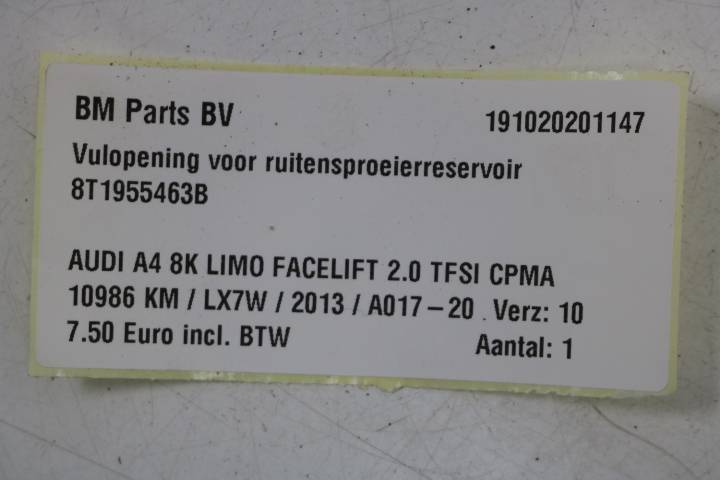 BM Parts BV 191020201147
Vulopening voor ruitensproeierreservoir
8T1955463B
AUDI A4 8K LIMO FACELIFT 2.0 TFSI CPMA
10986 KM / LX7W / 2013 / A017-20 Verz: 10
7.50 Euro incl. BTW Aantal: 1